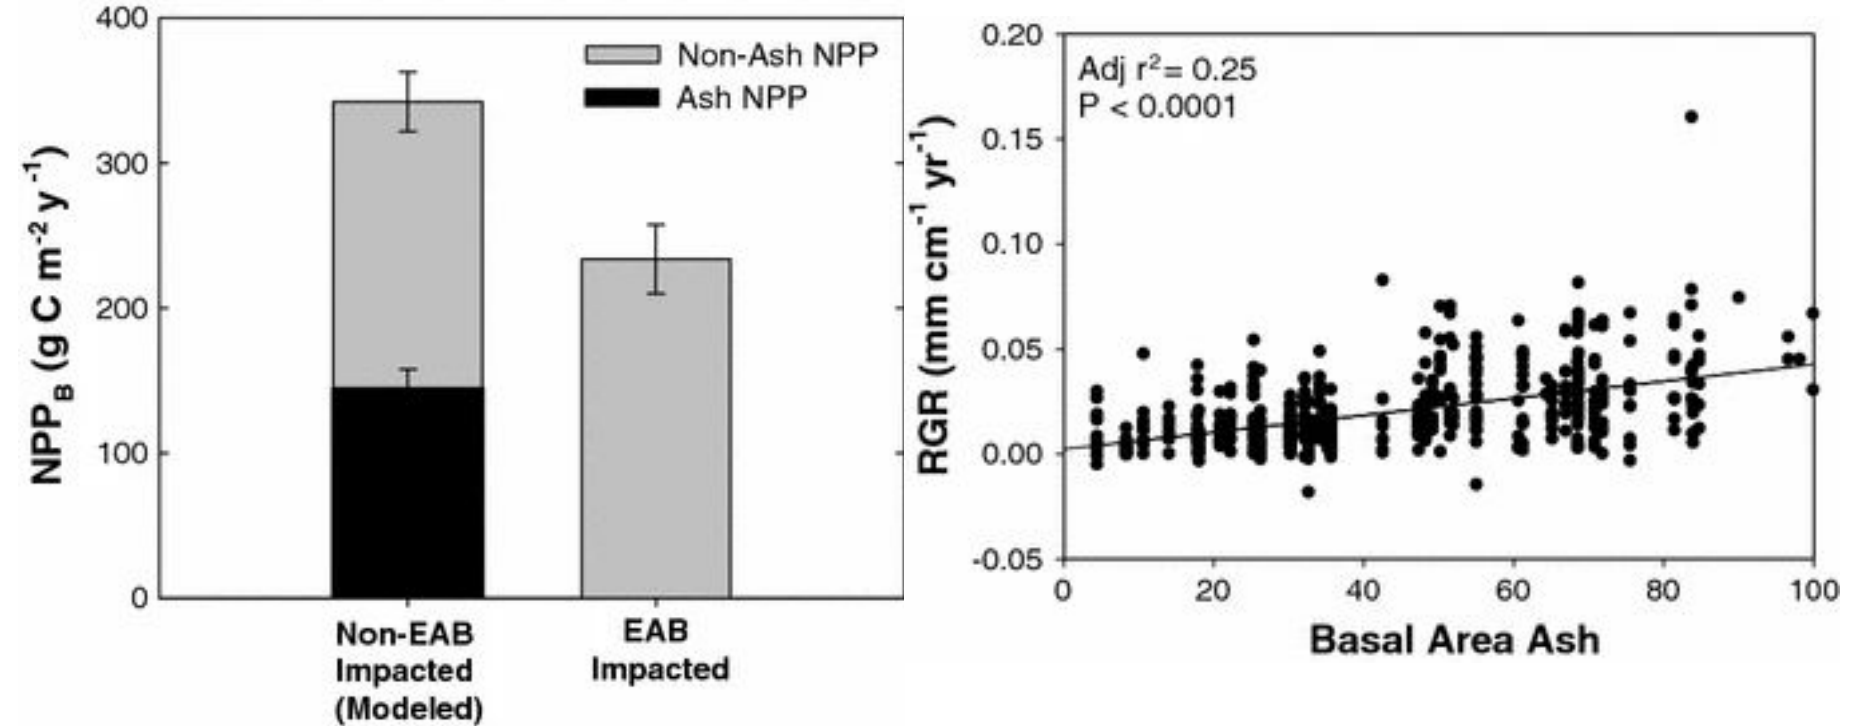 400
300
200
100
0
NPP_B (g C m⁻² y⁻¹)
Non-Ash NPP
Ash NPP
Non-EAB
Impacted
(Modeled)
EAB
Impacted
0.20
0.15
0.10
0.05
0.00
-0.05
RGR (mm cm⁻¹ yr⁻¹)
Adj r²= 0.25
P < 0.0001
0 20 40 60 80 100
Basal Area Ash